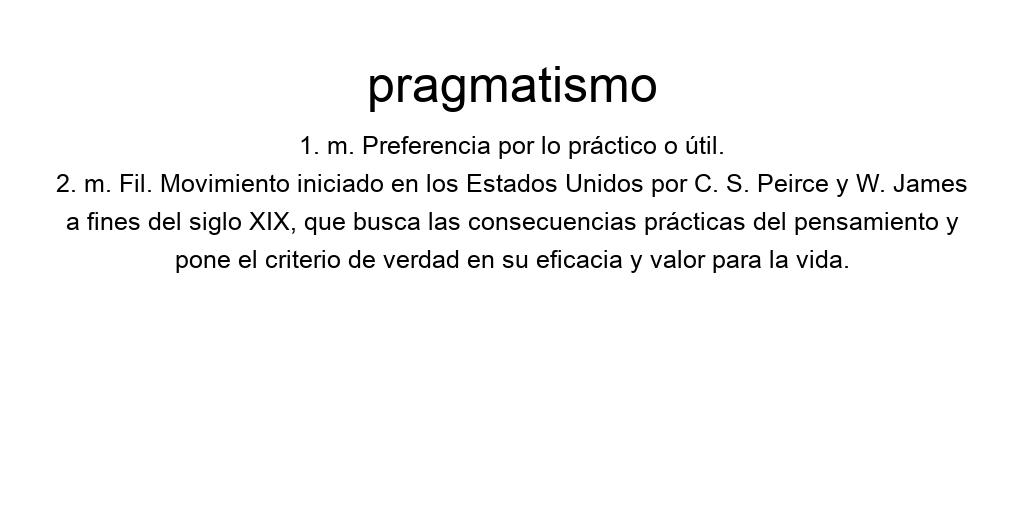 pragmatismo
1. m. Preferencia por lo práctico o útil.
2. m. Fil. Movimiento iniciado en los Estados Unidos por C. S. Peirce y W. James
a fines del siglo XIX, que busca las consecuencias prácticas del pensamiento y
pone el criterio de verdad en su eficacia y valor para la vida.